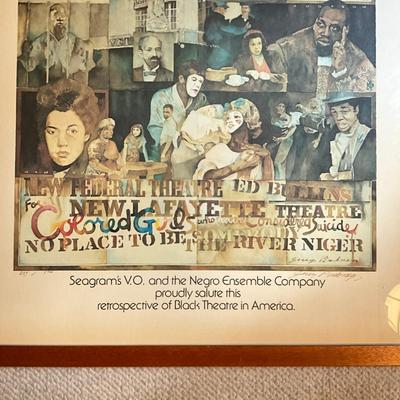 NEW FEDERAL THEATRE ED BULLINS
NEW LAFAYETTE THEATRE
For Colored Girls who have Considered Suicide
NO PLACE TO BE SOMEBODY THE RIVER NIGER
Seagram's V.O. and the Negro Ensemble Company
proudly salute this
retrospective of Black Theatre in America.